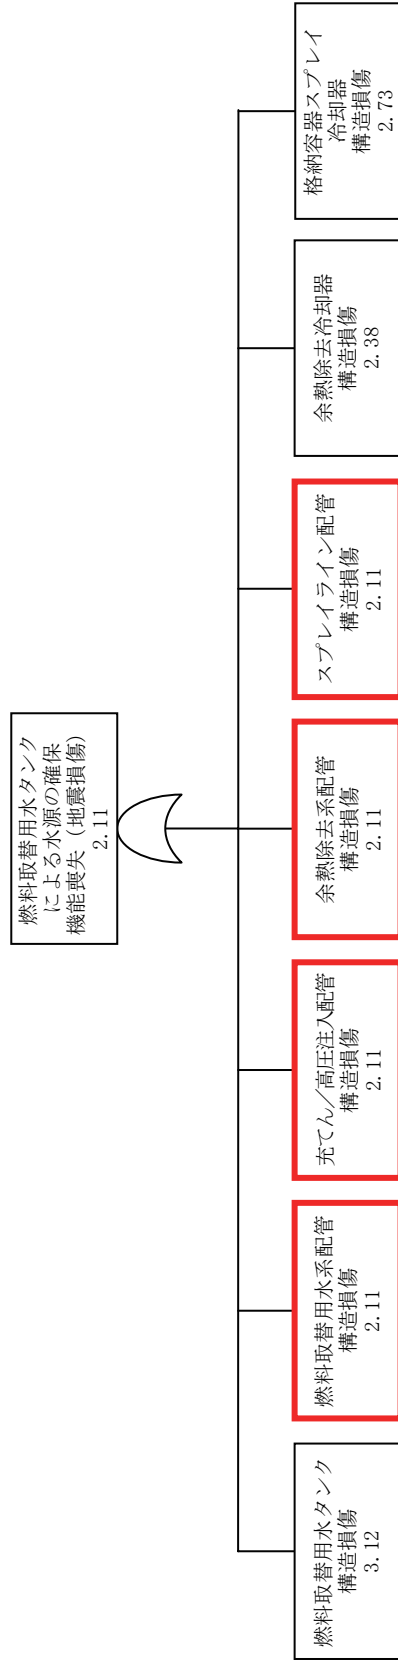 燃料取替用水タンク
による水源の確保
機能喪失（地震損傷）
2.11
燃料取替用水タンク
構造損傷
3.12
燃料取替用水系配管
構造損傷
2.11
充てん／高圧注入配管
構造損傷
2.11
余熱除去系配管
構造損傷
2.11
スプレイライン配管
構造損傷
2.11
余熱除去冷却器
構造損傷
2.38
格納容器スプレイ
冷却器
構造損傷
2.73